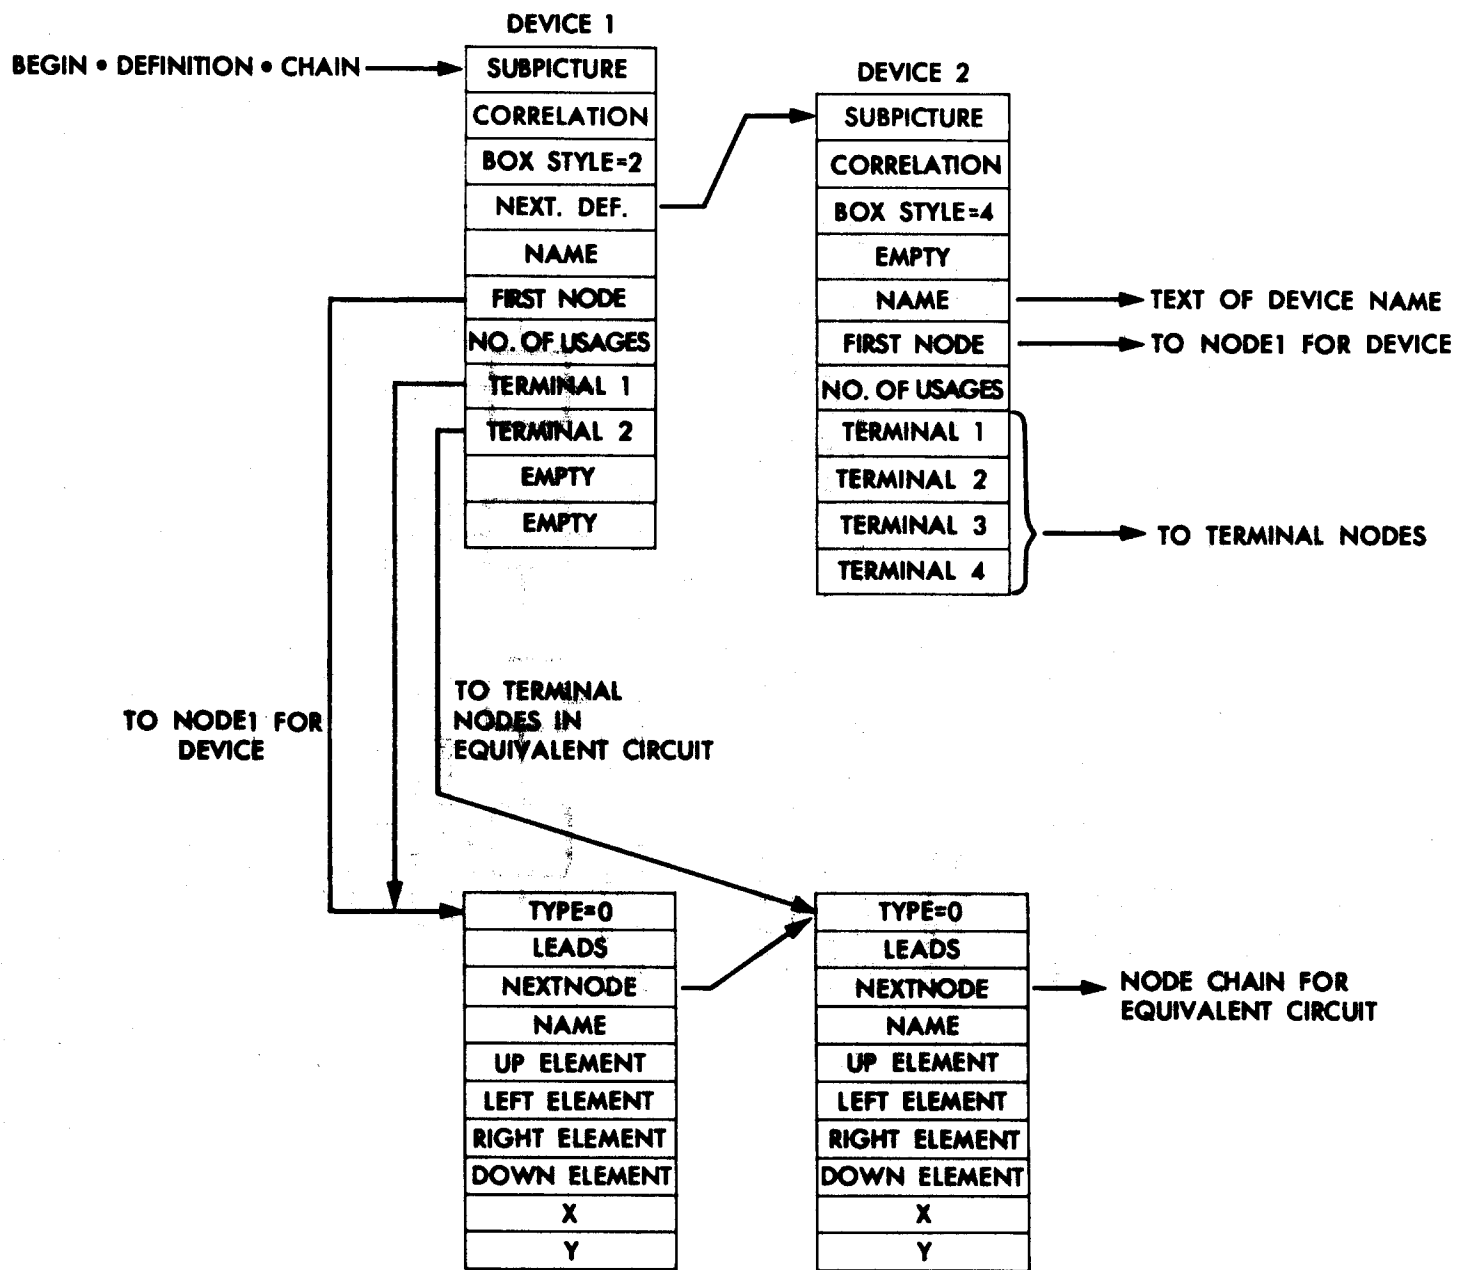 DEVICE 1
BEGIN • DEFINITION • CHAIN
SUBPICTURE
CORRELATION
BOX STYLE=2
NEXT. DEF.
NAME
FIRST NODE
NO. OF USAGES
TERMINAL 1
TERMINAL 2
EMPTY
EMPTY
DEVICE 2
SUBPICTURE
CORRELATION
BOX STYLE=4
EMPTY
NAME
FIRST NODE
NO. OF USAGES
TERMINAL 1
TERMINAL 2
TERMINAL 3
TERMINAL 4
TEXT OF DEVICE NAME
TO NODE1 FOR DEVICE
TO TERMINAL NODES
TO NODE1 FOR
DEVICE
TO TERMINAL
NODES IN
EQUIVALENT CIRCUIT
TYPE=0
LEADS
NEXTNODE
NAME
UP ELEMENT
LEFT ELEMENT
RIGHT ELEMENT
DOWN ELEMENT
X
Y
TYPE=0
LEADS
NEXTNODE
NAME
UP ELEMENT
LEFT ELEMENT
RIGHT ELEMENT
DOWN ELEMENT
X
Y
NODE CHAIN FOR
EQUIVALENT CIRCUIT